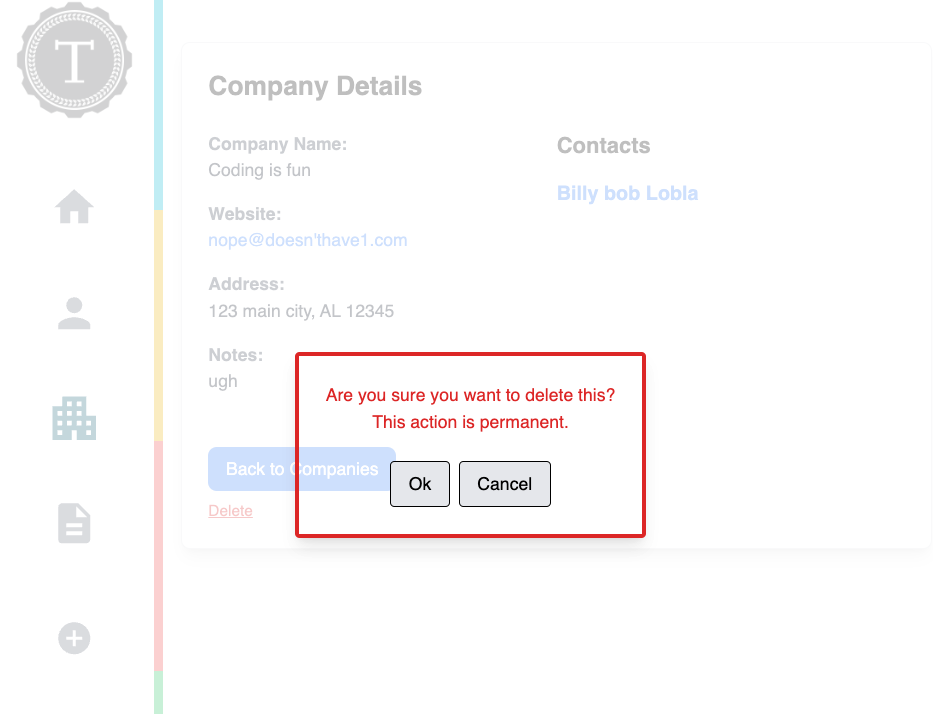 T
Company Details
Company Name:
Coding is fun
Website:
nope@doesn'thave1.com
Address:
123 main city, AL 12345
Notes:
ugh
Contacts
Billy bob Lobla
Are you sure you want to delete this?
This action is permanent.
Ok
Cancel
Back to Companies
Delete